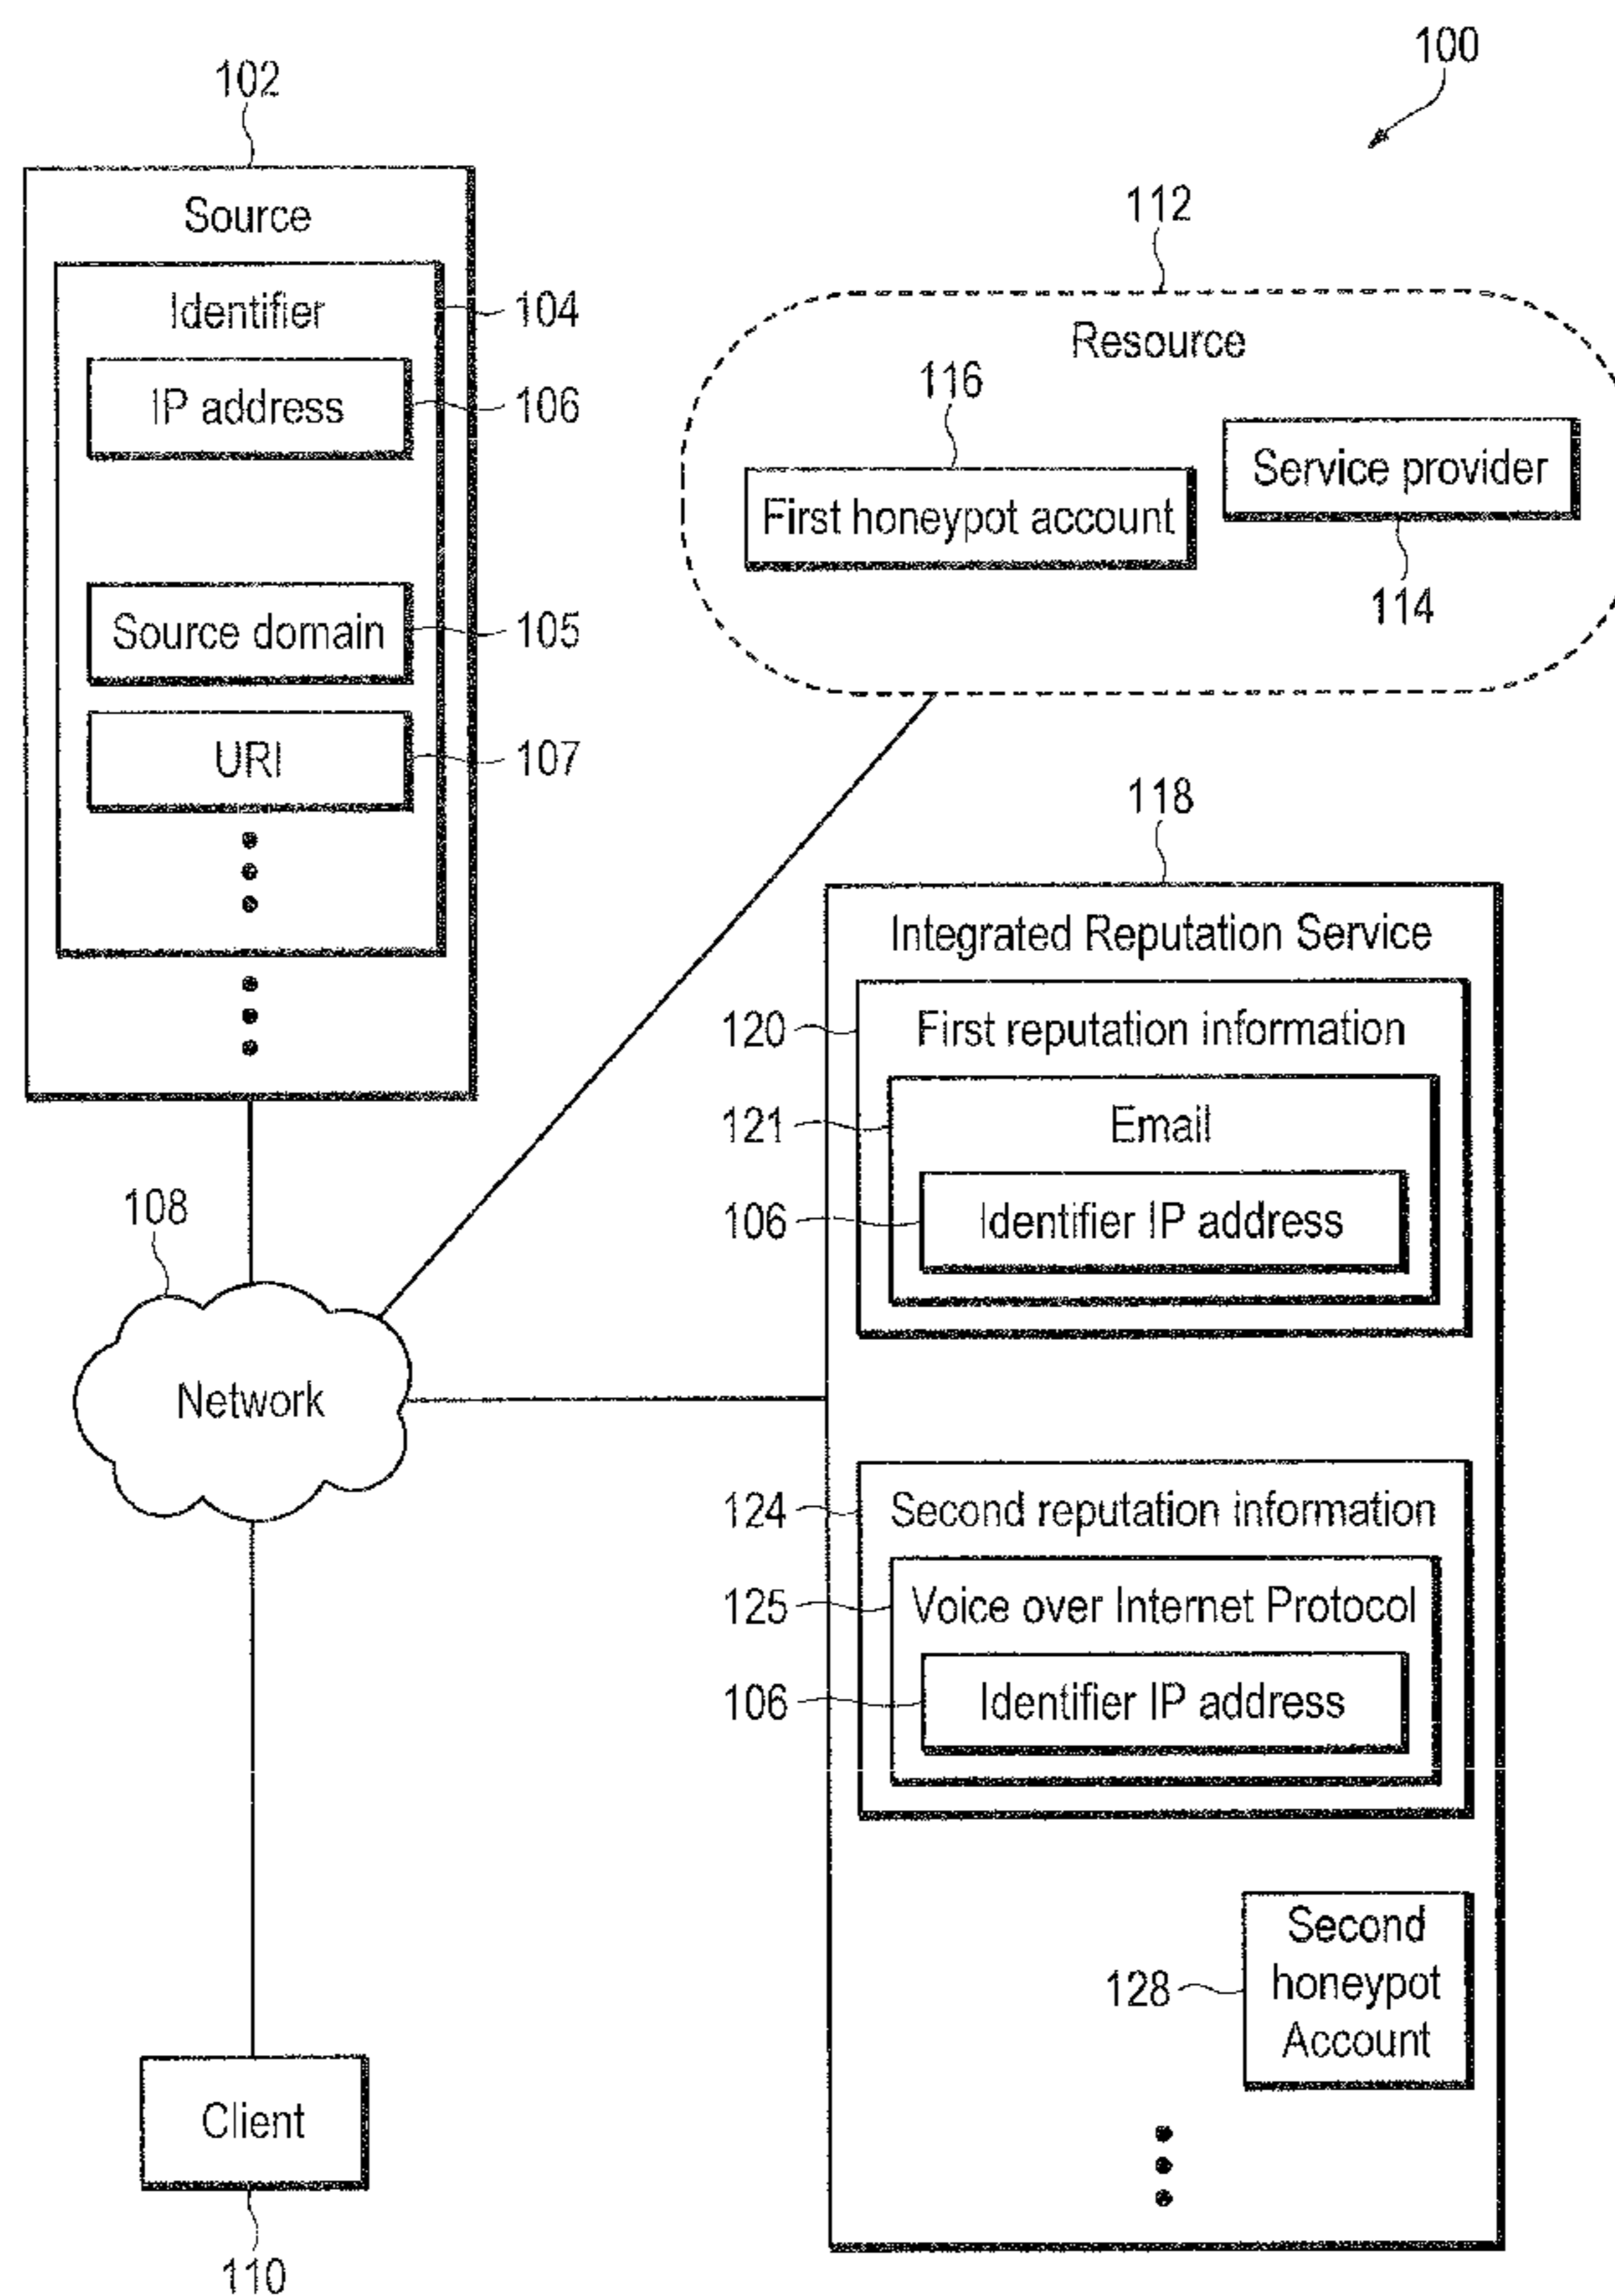 100
102
Source
Identifier
104
IP address
106
Source domain
105
URI
107
112
Resource
116
First honeypot account
Service provider
114
118
Integrated Reputation Service
120
First reputation information
121
Email
106
Identifier IP address
108
Network
124
Second reputation information
125
Voice over Internet Protocol
106
Identifier IP address
128
Second
honeypot
Account
Client
110